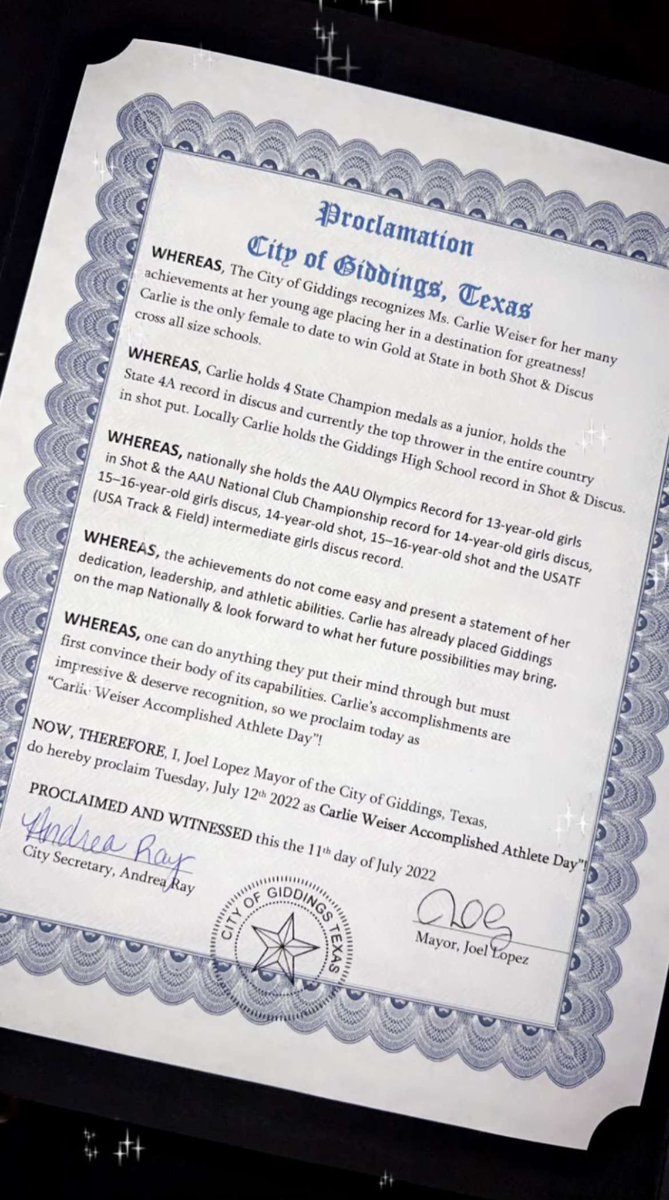 Proclamation
City of Giddings, Texas
WHEREAS, The City of Giddings recognizes Ms. Carlie Weiser for her many
achievements at her young age placing her in a destination for greatness!
Carlie is the only female to date to win Gold at State in both Shot & Discus
cross all size schools.
WHEREAS, Carlie holds 4 State Champion medals as a junior, holds the
State 4A record in discus and currently the top thrower in the entire country
in shot put. Locally Carlie holds the Giddings High School record in Shot & Discus.
WHEREAS, nationally she holds the AAU Olympics Record for 13-year-old girls
in Shot & the AAU National Club Championship record for 14-year-old girls discus,
15–16-year-old girls discus, 14-year-old shot, 15–16-year-old shot and the USATF
(USA Track & Field) intermediate girls discus record.
WHEREAS, the achievements do not come easy and present a statement of her
dedication, leadership, and athletic abilities. Carlie has already placed Giddings
on the map Nationally & look forward to what her future possibilities may bring.
WHEREAS, one can do anything they put their mind through but must
first convince their body of its capabilities. Carlie's accomplishments are
impressive & deserve recognition, so we proclaim today as
"Carlie Weiser Accomplished Athlete Day"!
NOW, THEREFORE, I, Joel Lopez Mayor of the City of Giddings, Texas,
do hereby proclaim Tuesday, July 12th 2022 as Carlie Weiser Accomplished Athlete Day"!
PROCLAIMED AND WITNESSED this the 11th day of July 2022
Andrea Ray
City Secretary, Andrea Ray
CITY OF GIDDINGS TEXAS
Mayor, Joel Lopez